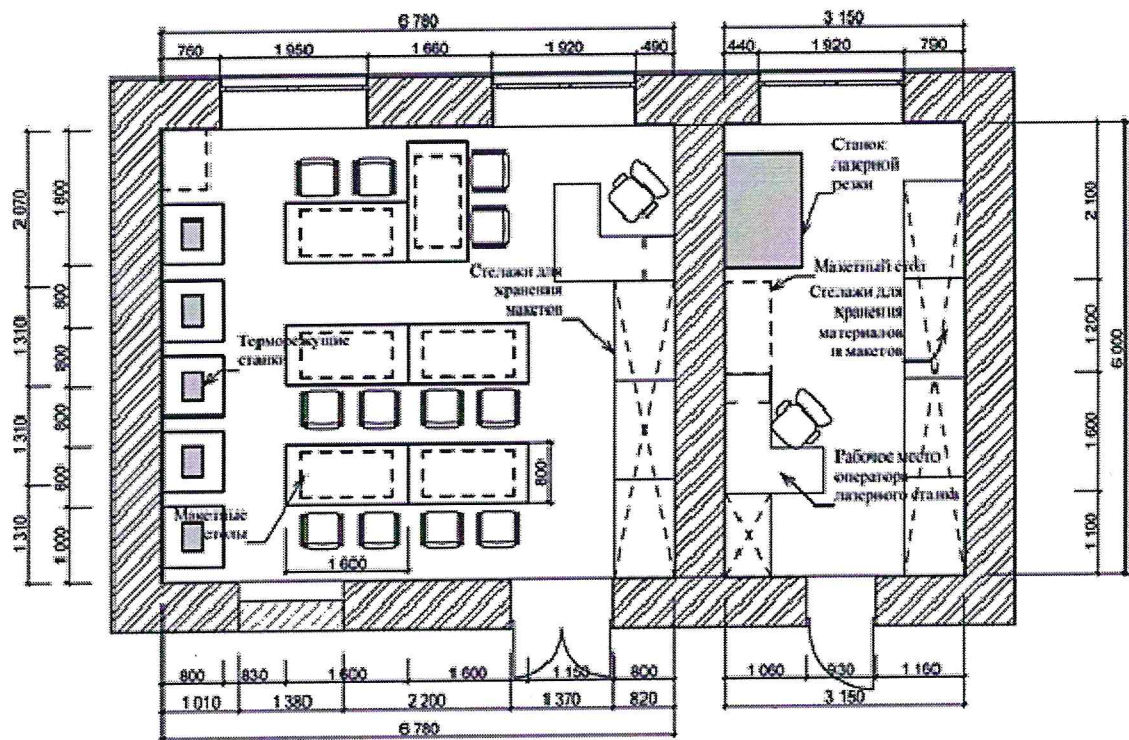 6 780
3 150
760
1 950
1 660
1 920
490
440
1 920
790
2 070
1 310
1 310
1 310
1 800
800
800
800
800
1 000
Стелажи для
хранения
макетов
Терморежущие
станки
Макетные
столы
800
1 600
Станок
лазерной
резки
Макетный стол
Стелажи для
хранения
материалов
и макетов
Рабочее место
оператора
лазерного станка
2 100
1 200
1 600
1 100
6 000
800
830
1 600
1 600
1 150
800
1 060
930
1 160
1 010
1 380
2 200
1 370
820
3 150
6 780